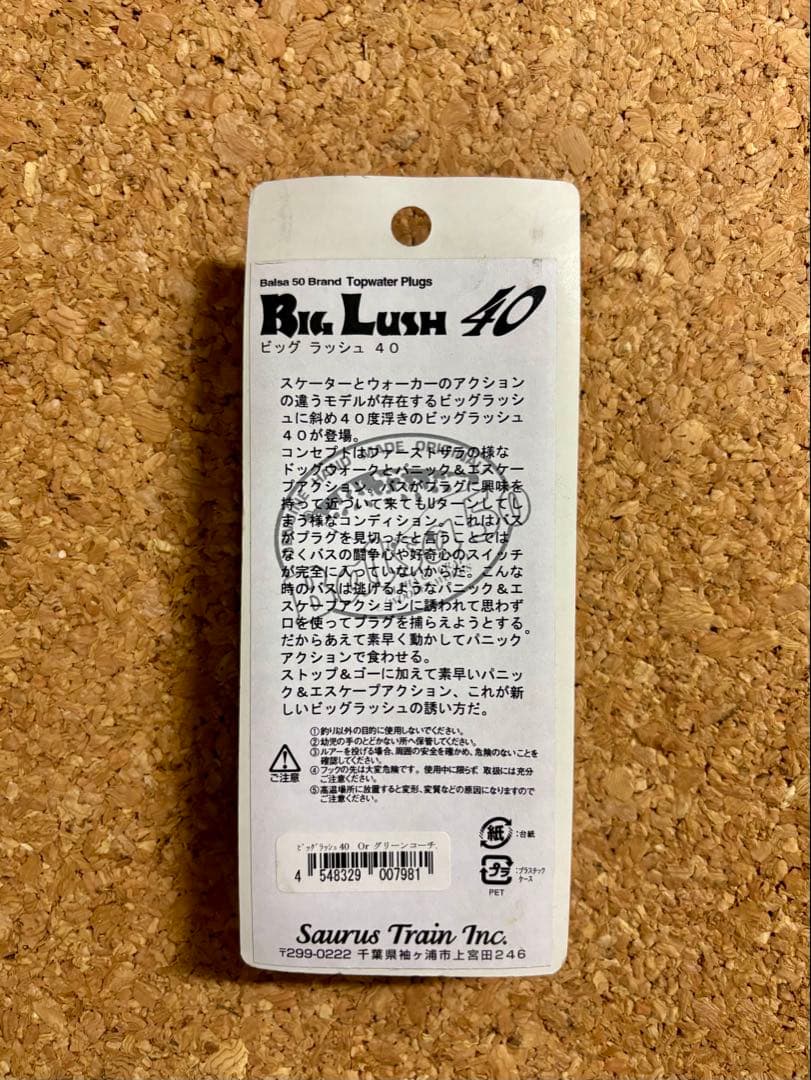 Balsa 50 Brand Topwater Plugs
BIG LUSH 40
ビッグ ラッシュ 40
スケーターとウォーカーのアクション
の違うモデルが存在するビッグラッシ
ュに斜め40度浮きのビッグラッシュ
40が登場。
コンセプトはファーストザラの様な
ドッグウォークとパニック&エスケー
プアクション、バスがプラグに興味を
持って近づいて来てもUターンしてし
まう様なコンディション。これはバス
がプラグを見切ったと言うことでは
なくバスの闘争心や好奇心のスイッチ
が完全に入っていないからだ。こんな
時のバスは逃げるようなパニック&エ
スケープアクションに誘われて思わず
口を使ってプラグを捕らえようとする。
だからあえて素早く動かしてパニック
アクションで食わせる。
ストップ&ゴーに加えて素早いパニッ
ク&エスケープアクション、これが新
しいビッグラッシュの誘い方だ。
ご注意
①釣り以外の目的に使用しないでください。
②幼児の手のとどかない所へ保管してください。
③ルアーを投げる場合、周囲の安全を確かめ、危険のないことを
確認してください。
④フックの先は大変危険です。使用中に限らず、取扱には充分
ご注意ください。
⑤高温場所に放置すると変形、変質などの原因になりますので
ご注意ください。
ビッグラッシュ40 Or グリーンコーチ.
4 548329 007981
紙 :台紙
プラ :プラスチック
ケース
PET
Saurus Train Inc.
〒299-0222 千葉県袖ヶ浦市上宮田246